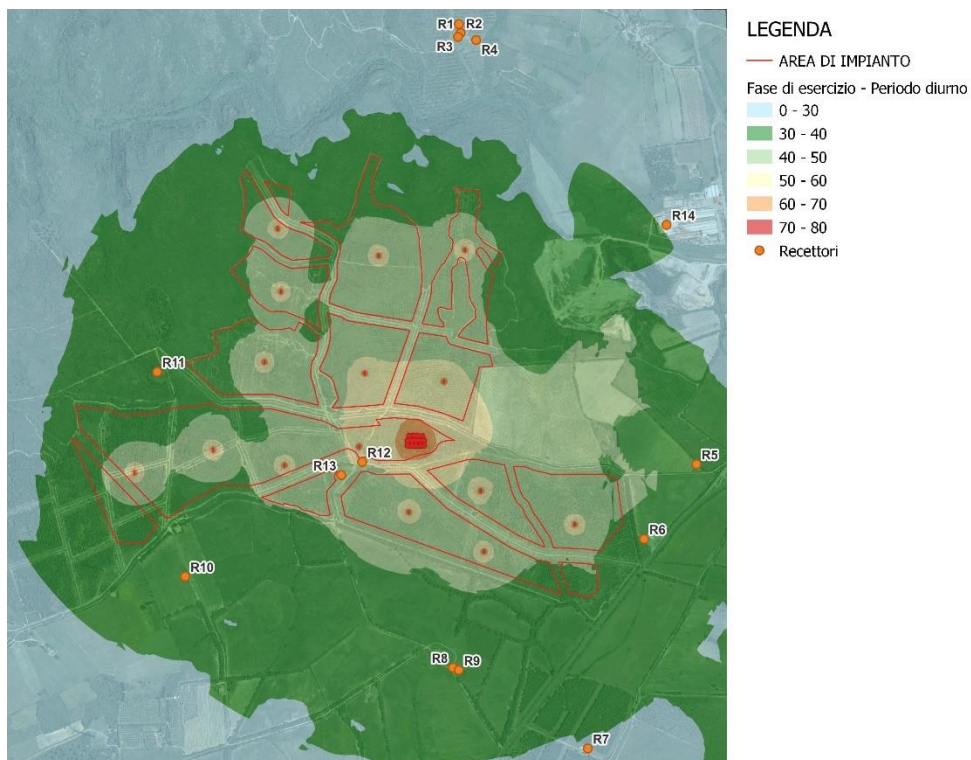 R1
R2
R3
R4
R14
R11
R12
R13
R5
R6
R10
R8
R9
R7
LEGENDA
AREA DI IMPIANTO
Fase di esercizio - Periodo diurno
0 - 30
30 - 40
40 - 50
50 - 60
60 - 70
70 - 80
Recettori